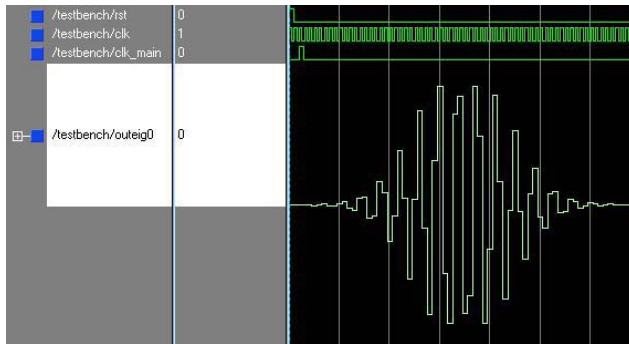 /testbench/rst 0
/testbench/clk 1
/testbench/clk_main 0
/testbench/outeig0 0